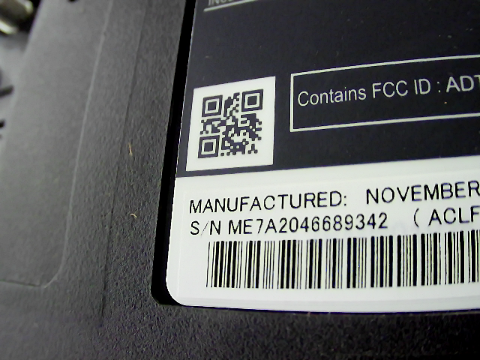 Contains FCC ID : ADT
MANUFACTURED: NOVEMBER
S/N ME7A2046689342 ( ACLF